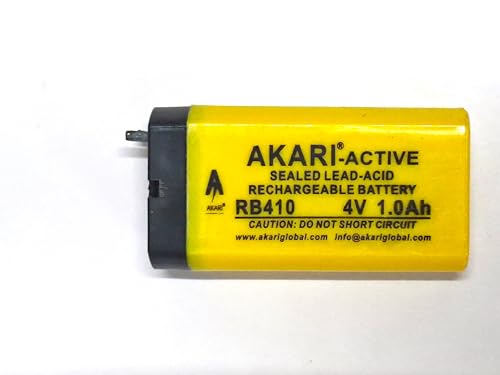 AKARI®-ACTIVE
SEALED LEAD-ACID
RECHARGEABLE BATTERY
AKARI®
RB410 4V 1.0Ah
CAUTION: DO NOT SHORT CIRCUIT
www.akariglobal.com info@akariglobal.com